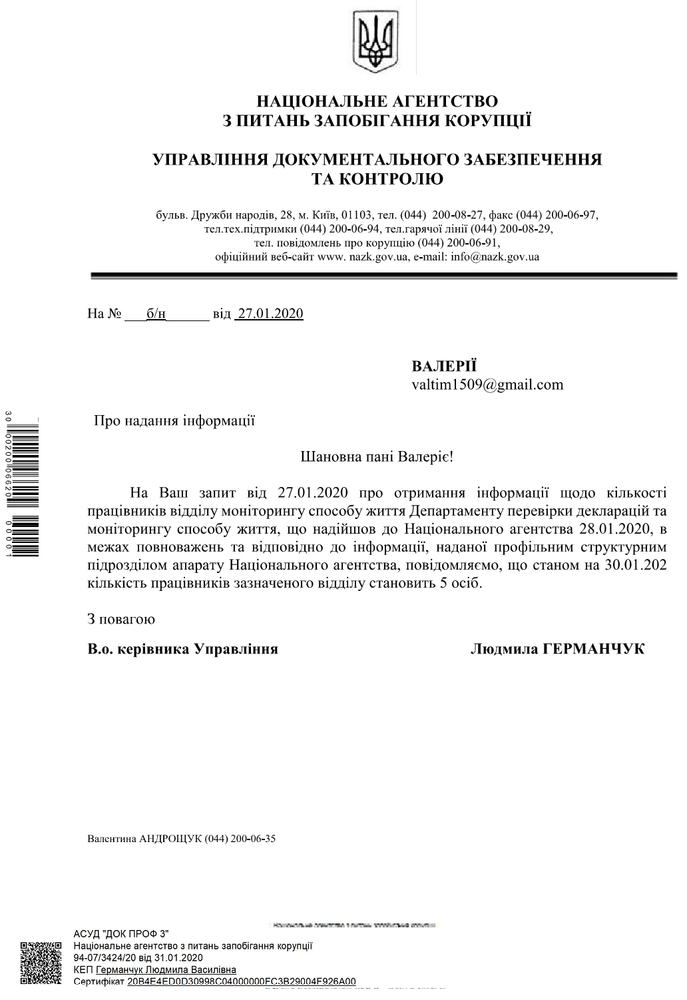 НАЦІОНАЛЬНЕ АГЕНТСТВО
З ПИТАНЬ ЗАПОБІГАННЯ КОРУПЦІЇ
УПРАВЛІННЯ ДОКУМЕНТАЛЬНОГО ЗАБЕЗПЕЧЕННЯ
ТА КОНТРОЛЮ
бульв. Дружби народів, 28, м. Київ, 01103, тел. (044) 200-08-27, факс (044) 200-06-97,
тел.тех.підтримки (044) 200-06-94, тел.гарячої лінії (044) 200-08-29,
тел. повідомлень про корупцію (044) 200-06-91,
офіційний веб-сайт www. nazk.gov.ua, e-mail: info@nazk.gov.ua
На № ___б/н______ від 27.01.2020
ВАЛЕРІЇ
valtim1509@gmail.com
Про надання інформації
Шановна пані Валеріє!
На Ваш запит від 27.01.2020 про отримання інформації щодо кількості
працівників відділу моніторингу способу життя Департаменту перевірки декларацій та
моніторингу способу життя, що надійшов до Національного агентства 28.01.2020, в
межах повноважень та відповідно до інформації, наданої профільним структурним
підрозділом апарату Національного агентства, повідомляємо, що станом на 30.01.202
кількість працівників зазначеного відділу становить 5 осіб.
З повагою
В.о. керівника Управління Людмила ГЕРМАНЧУК
30 00200 06620 00001
Валентина АНДРОЩУК (044) 200-06-35
Національне агентство з питань запобігання корупції
АСУД "ДОК ПРОФ 3"
Національне агентство з питань запобігання корупції
94-07/3424/20 від 31.01.2020
КЕП Германчук Людмила Василівна
Сертифікат 20B4E4ED0D30998C04000000FC3B29004F926A00